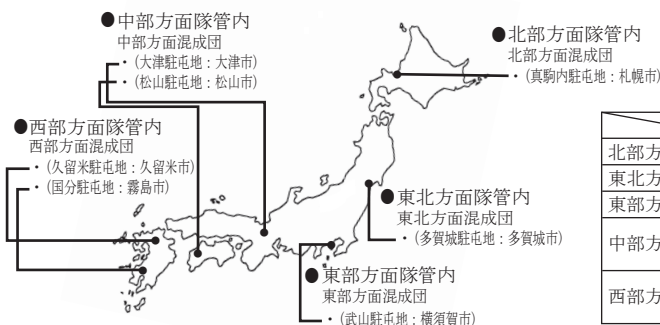 ●中部方面隊管内
中部方面混成団
・(大津駐屯地：大津市)
・(松山駐屯地：松山市)
●北部方面隊管内
北部方面混成団
・(真駒内駐屯地：札幌市)
●西部方面隊管内
西部方面混成団
・(久留米駐屯地：久留米市)
・(国分駐屯地：霧島市)
●東北方面隊管内
東北方面混成団
・(多賀城駐屯地：多賀城市)
●東部方面隊管内
東部方面混成団
・(武山駐屯地：横須賀市)
北部方
東北方
東部方
中部方
西部方